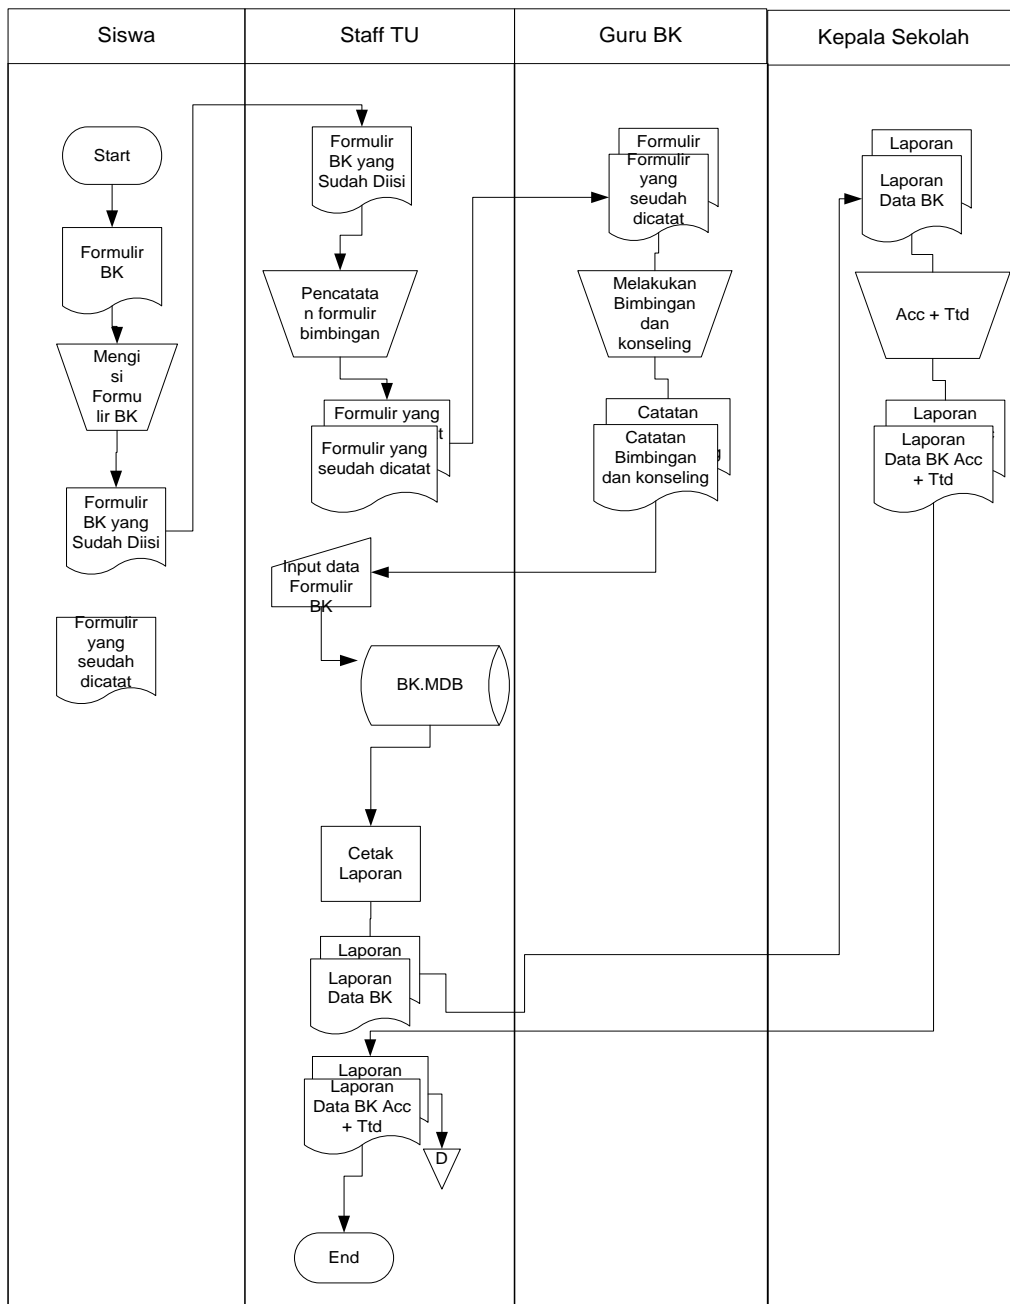 Siswa
Staff TU
Guru BK
Kepala Sekolah
Start
Formulir
BK
Mengi
si
Formu
lir BK
Formulir
BK yang
Sudah Diisi
Formulir
yang
seudah
dicatat
Formulir
BK yang
Sudah Diisi
Pencatata
n formulir
bimbingan
Formulir yang
t
Formulir yang
seudah dicatat
Input data
Formulir
BK
BK.MDB
Cetak
Laporan
Laporan
Laporan
Data BK
Laporan
Laporan
Data BK Acc
+ Ttd
D
End
Formulir
Formulir
yang
seudah
dicatat
Melakukan
Bimbingan
dan
konseling
Catatan
g
Catatan
Bimbingan
dan konseling
Laporan
Laporan
Data BK
Acc + Ttd
Laporan
Laporan
Data BK Acc
+ Ttd